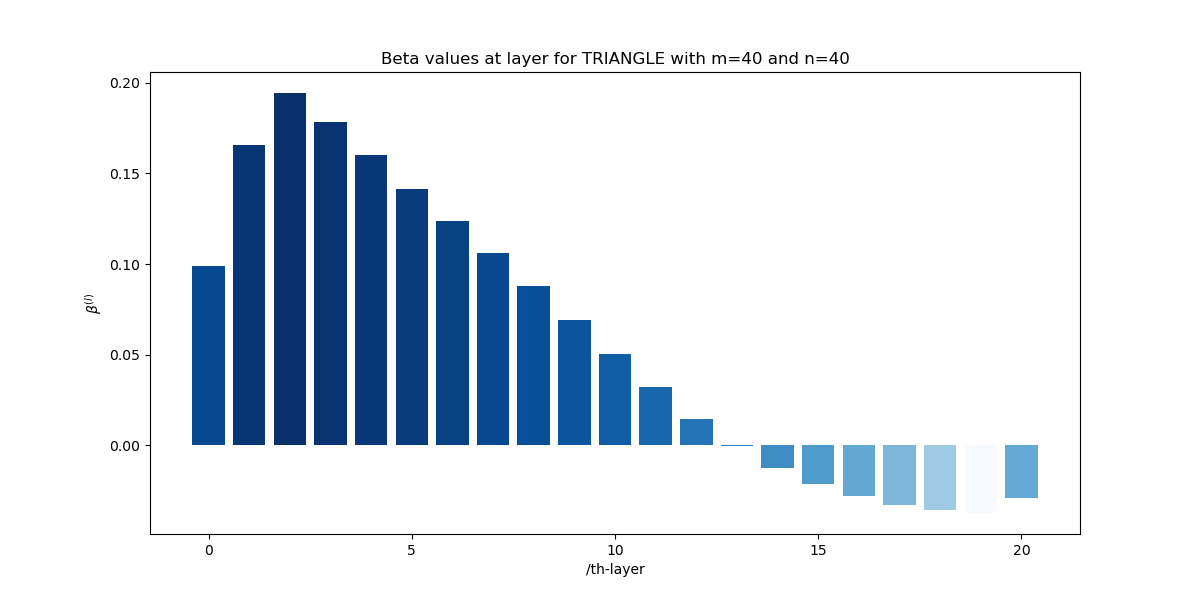 Beta values at layer for TRIANGLE with m=40 and n=40
0.20
0.15
0.10
0.05
0.00
β^(l)
0 5 10 15 20
/th-layer